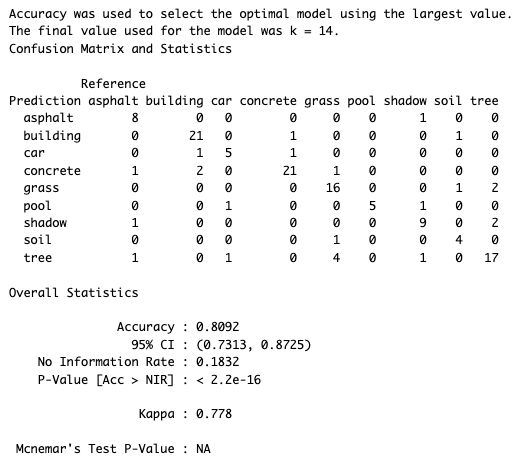 Accuracy was used to select the optimal model using the largest value.
The final value used for the model was k = 14.
Confusion Matrix and Statistics
Reference
Prediction asphalt building car concrete grass pool shadow soil tree
asphalt 8 0 0 0 0 0 1 0 0
building 0 21 0 1 0 0 0 1 0
car 0 1 5 1 0 0 0 0 0
concrete 1 2 0 21 1 0 0 0 0
grass 0 0 0 0 16 0 0 1 2
pool 0 0 1 0 0 5 1 0 0
shadow 1 0 0 0 0 0 9 0 2
soil 0 0 0 0 1 0 0 4 0
tree 1 0 1 0 4 0 1 0 17
Overall Statistics
Accuracy : 0.8092
95% CI : (0.7313, 0.8725)
No Information Rate : 0.1832
P-Value [Acc > NIR] : < 2.2e-16
Kappa : 0.778
Mcnemar's Test P-Value : NA